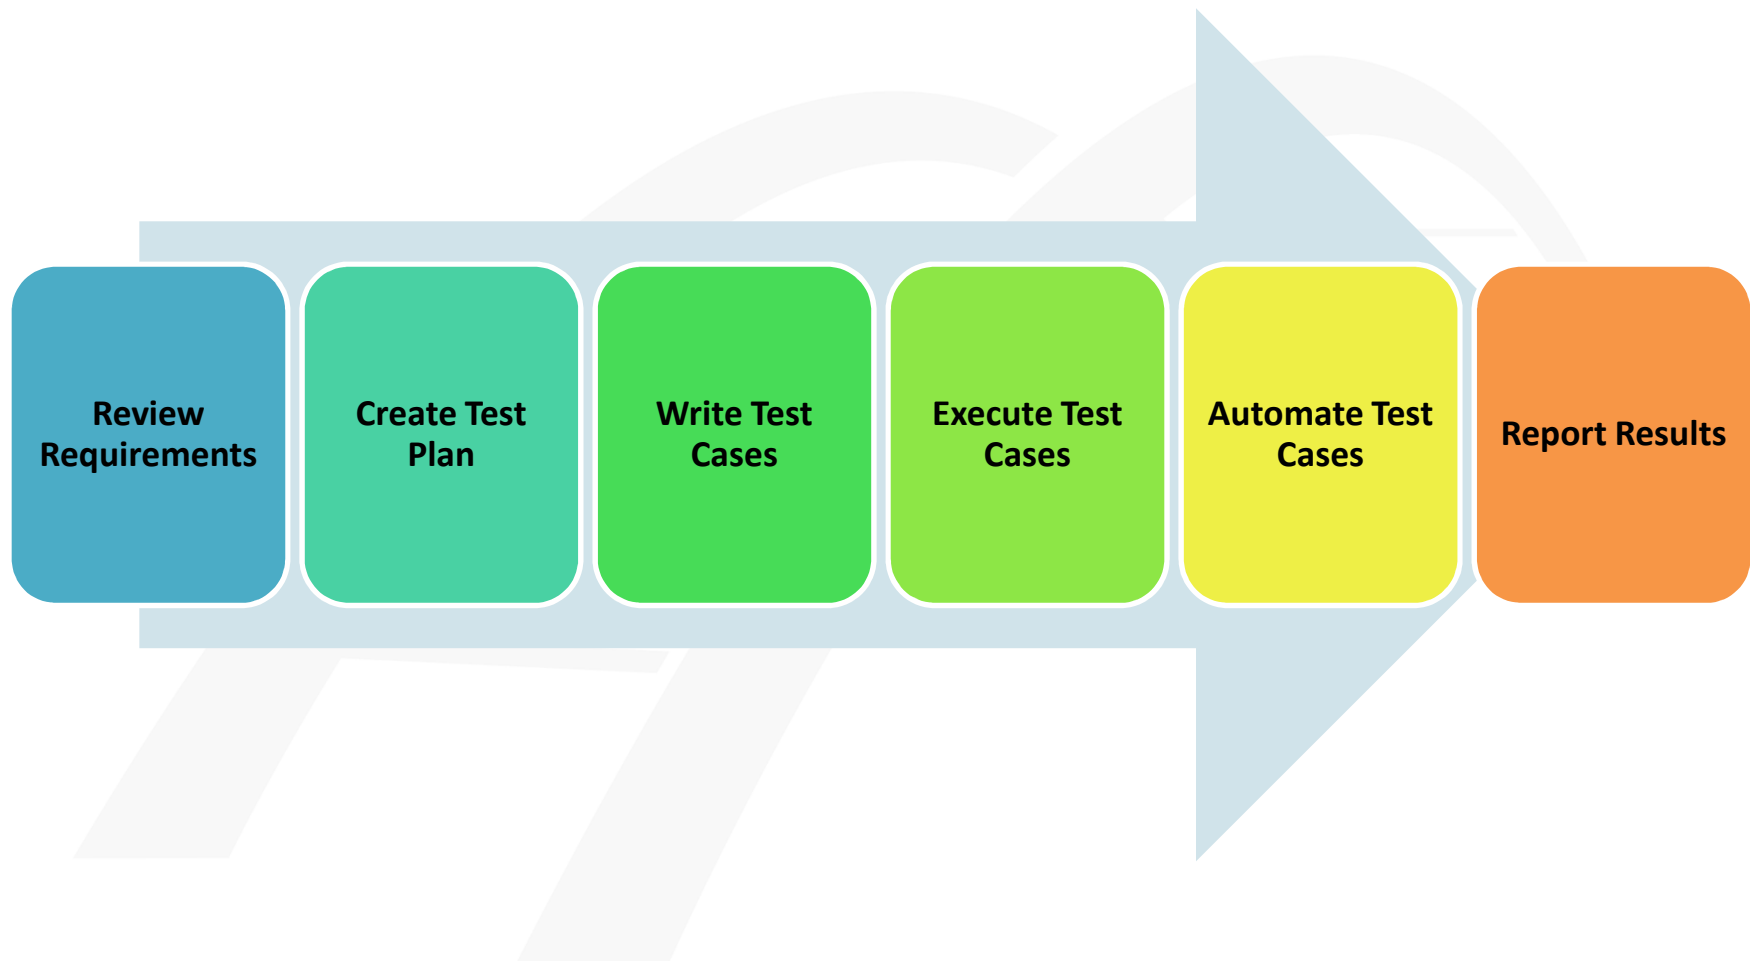 Review
Requirements
Create Test
Plan
Write Test
Cases
Execute Test
Cases
Automate Test
Cases
Report Results